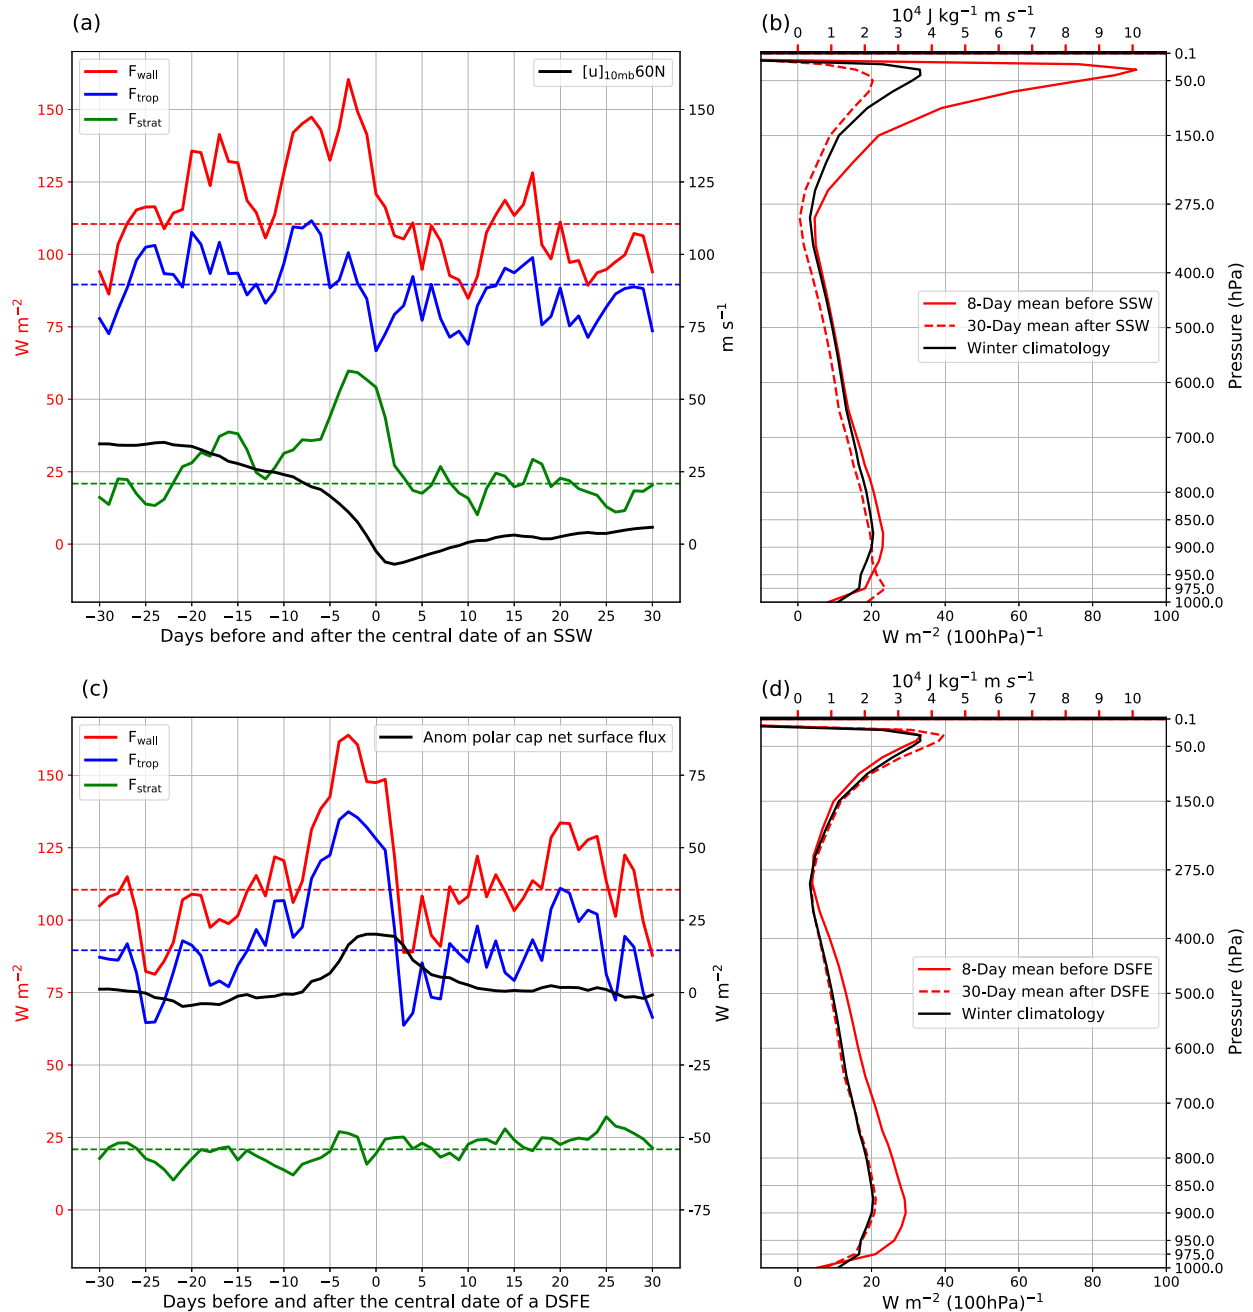 (a)
F_wall
F_trop
F_strat
[u]_10mb 60N
W m⁻²
150
125
100
75
50
25
0
m s⁻¹
150
125
100
75
50
25
0
−30 −25 −20 −15 −10 −5 0 5 10 15 20 25 30
Days before and after the central date of an SSW
(b)
10⁴ J kg⁻¹ m s⁻¹
0 1 2 3 4 5 6 7 8 9 10
8-Day mean before SSW
30-Day mean after SSW
Winter climatology
0.1
50.0
150.0
275.0
400.0
500.0
600.0
700.0
800.0
850.0
900.0
950.0
975.0
1000.0
Pressure (hPa)
0 20 40 60 80 100
W m⁻² (100hPa)⁻¹
(c)
F_wall
F_trop
F_strat
Anom polar cap net surface flux
W m⁻²
150
125
100
75
50
25
0
W m⁻²
75
50
25
0
-25
-50
-75
−30 −25 −20 −15 −10 −5 0 5 10 15 20 25 30
Days before and after the central date of a DSFE
(d)
10⁴ J kg⁻¹ m s⁻¹
0 1 2 3 4 5 6 7 8 9 10
8-Day mean before DSFE
30-Day mean after DSFE
Winter climatology
0.1
50.0
150.0
275.0
400.0
500.0
600.0
700.0
800.0
850.0
900.0
950.0
975.0
1000.0
Pressure (hPa)
0 20 40 60 80 100
W m⁻² (100hPa)⁻¹